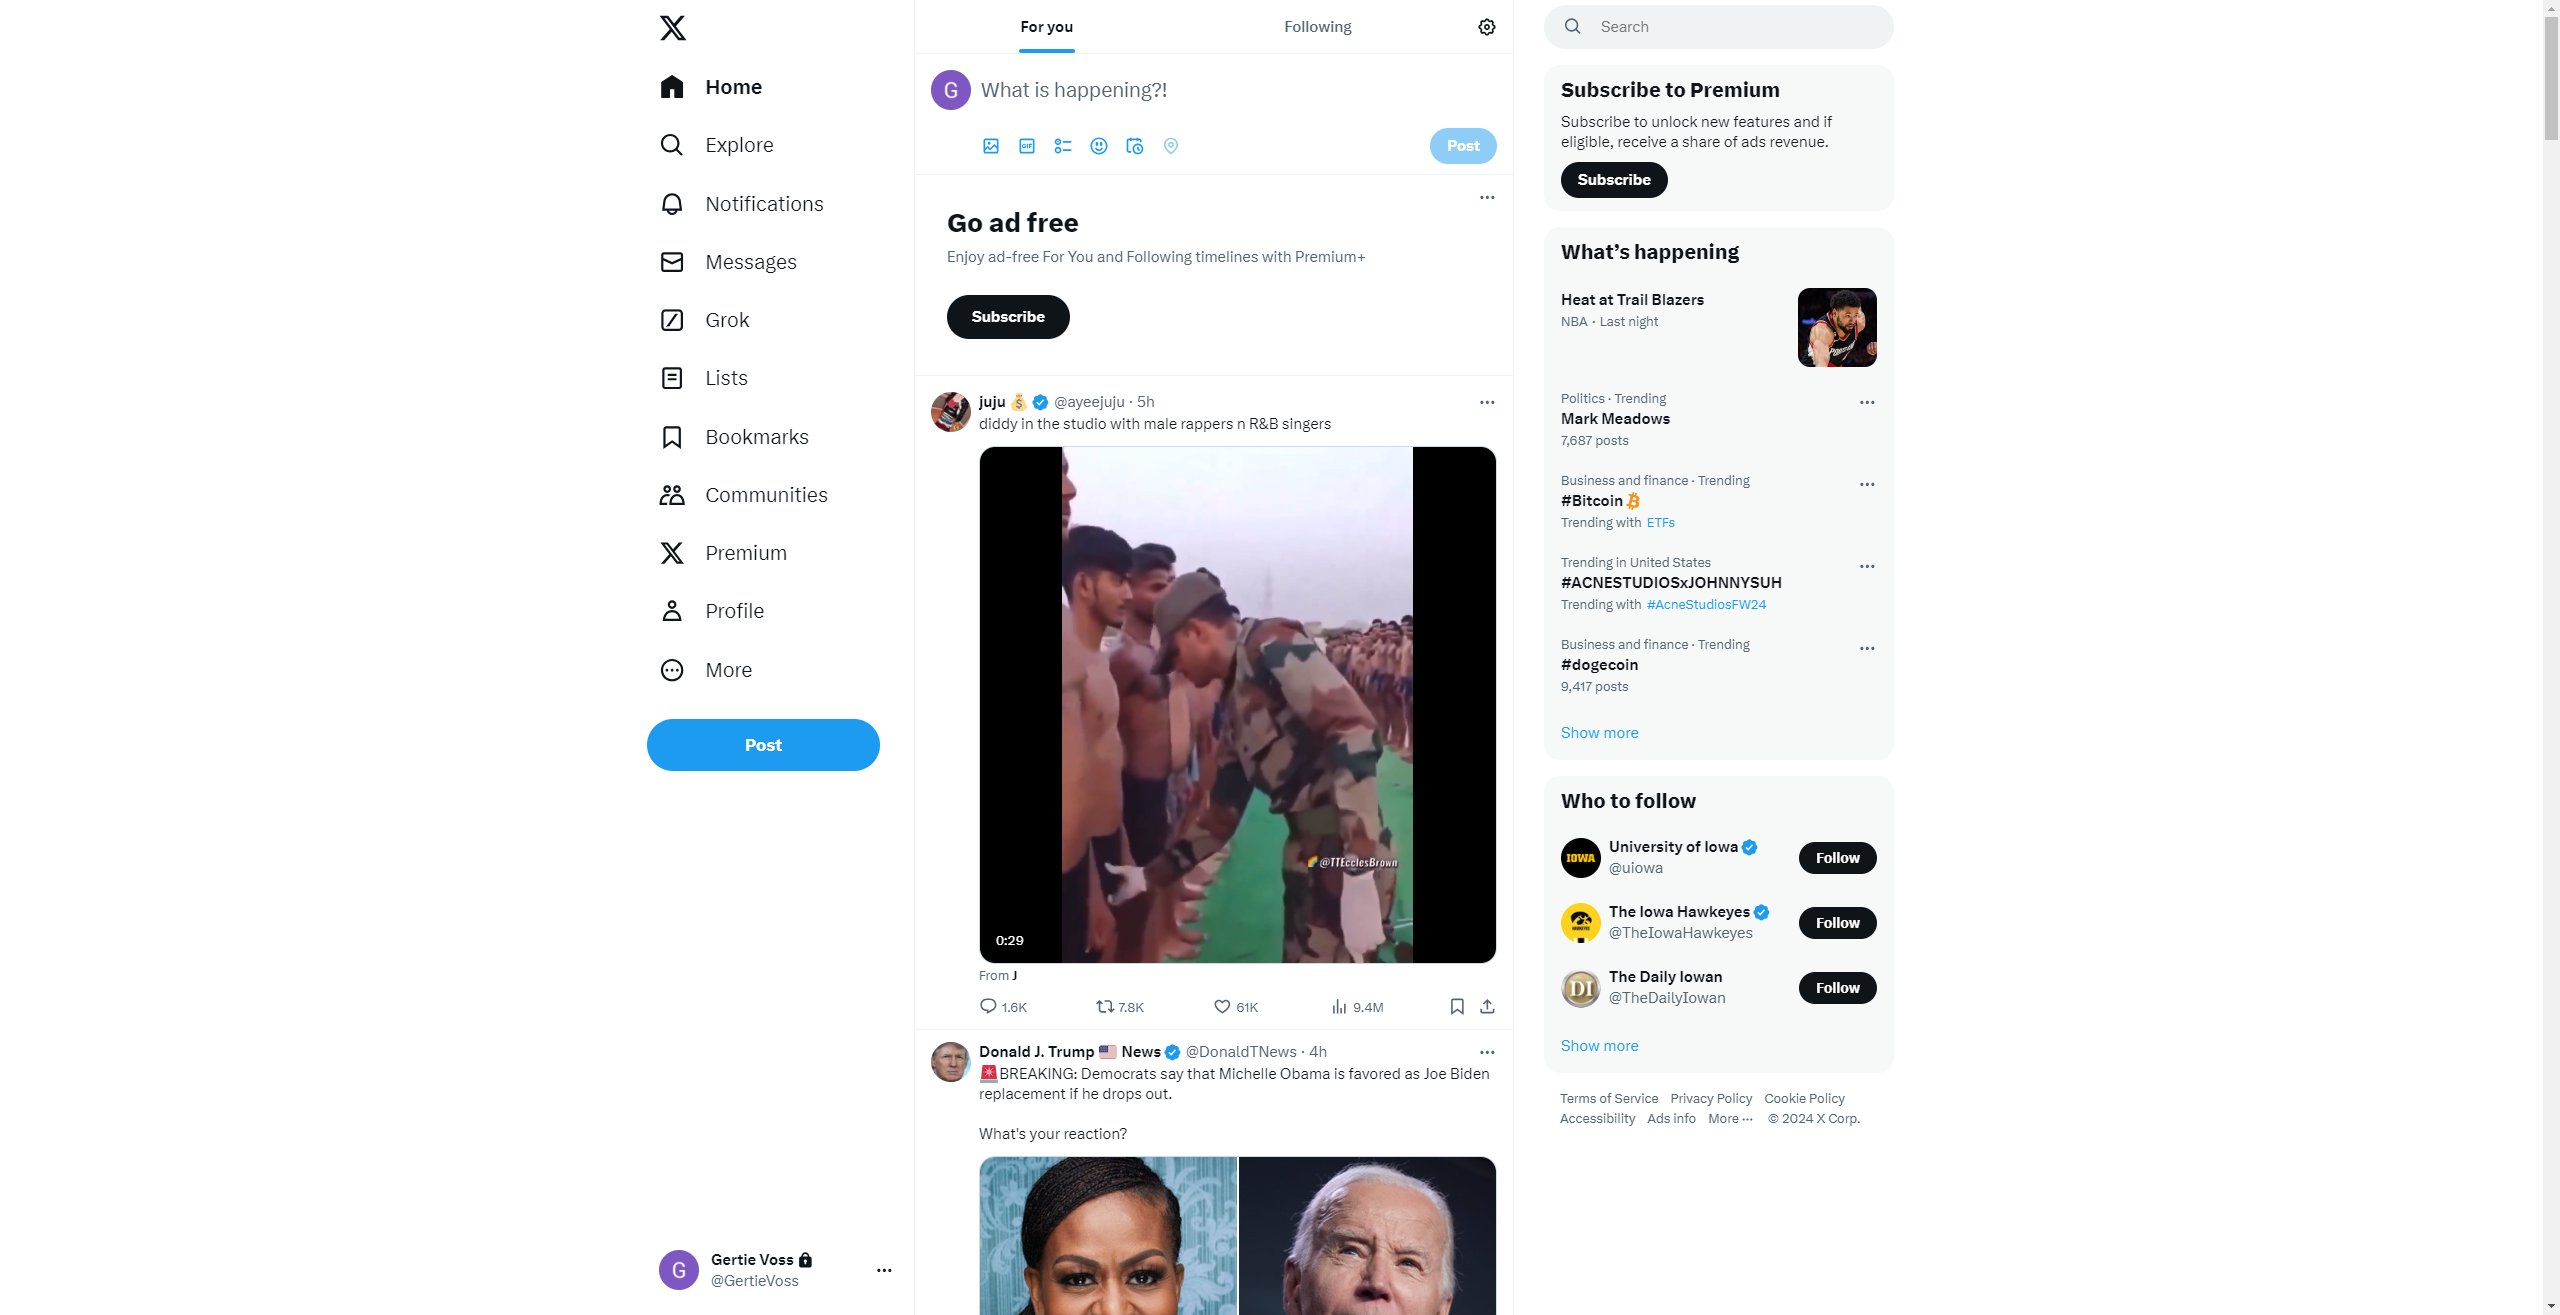 Home
Explore
Notifications
Messages
Grok
Lists
Bookmarks
Communities
Premium
Profile
More
Post
Gertie Voss
@GertieVoss
For you
Following
G
What is happening?!
GIF
Post
Go ad free
Enjoy ad-free For You and Following timelines with Premium+
Subscribe
juju 💰 @ayeejuju · 5h
diddy in the studio with male rappers n R&B singers
@TTEcclesBrown
0:29
From J
1.6K 7.8K 61K 9.4M
Donald J. Trump 🇺🇸 News @DonaldTNews · 4h
🚨BREAKING: Democrats say that Michelle Obama is favored as Joe Biden
replacement if he drops out.
What's your reaction?
Search
Subscribe to Premium
Subscribe to unlock new features and if
eligible, receive a share of ads revenue.
Subscribe
What’s happening
Heat at Trail Blazers
NBA · Last night
Politics · Trending
Mark Meadows
7,687 posts
Business and finance · Trending
#Bitcoin
Trending with ETFs
Trending in United States
#ACNESTUDIOSxJOHNNYSUH
Trending with #AcneStudiosFW24
Business and finance · Trending
#dogecoin
9,417 posts
Show more
Who to follow
IOWA
University of Iowa
@uiowa
Follow
The Iowa Hawkeyes
@TheIowaHawkeyes
Follow
DI
The Daily Iowan
@TheDailyIowan
Follow
Show more
Terms of Service Privacy Policy Cookie Policy
Accessibility Ads info More ··· © 2024 X Corp.
G